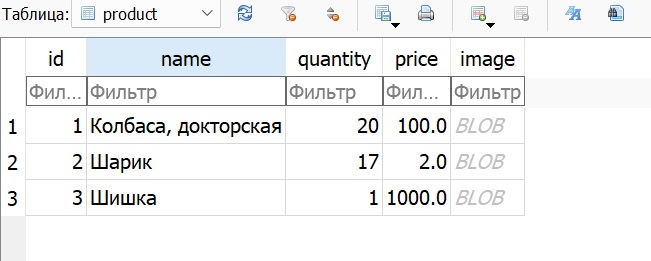 Таблица: product
id name quantity price image
Фил... Фильтр Фильтр Фил... Фильтр
1 1 Колбаса, докторская 20 100.0 BLOB
2 2 Шарик 17 2.0 BLOB
3 3 Шишка 1 1000.0 BLOB